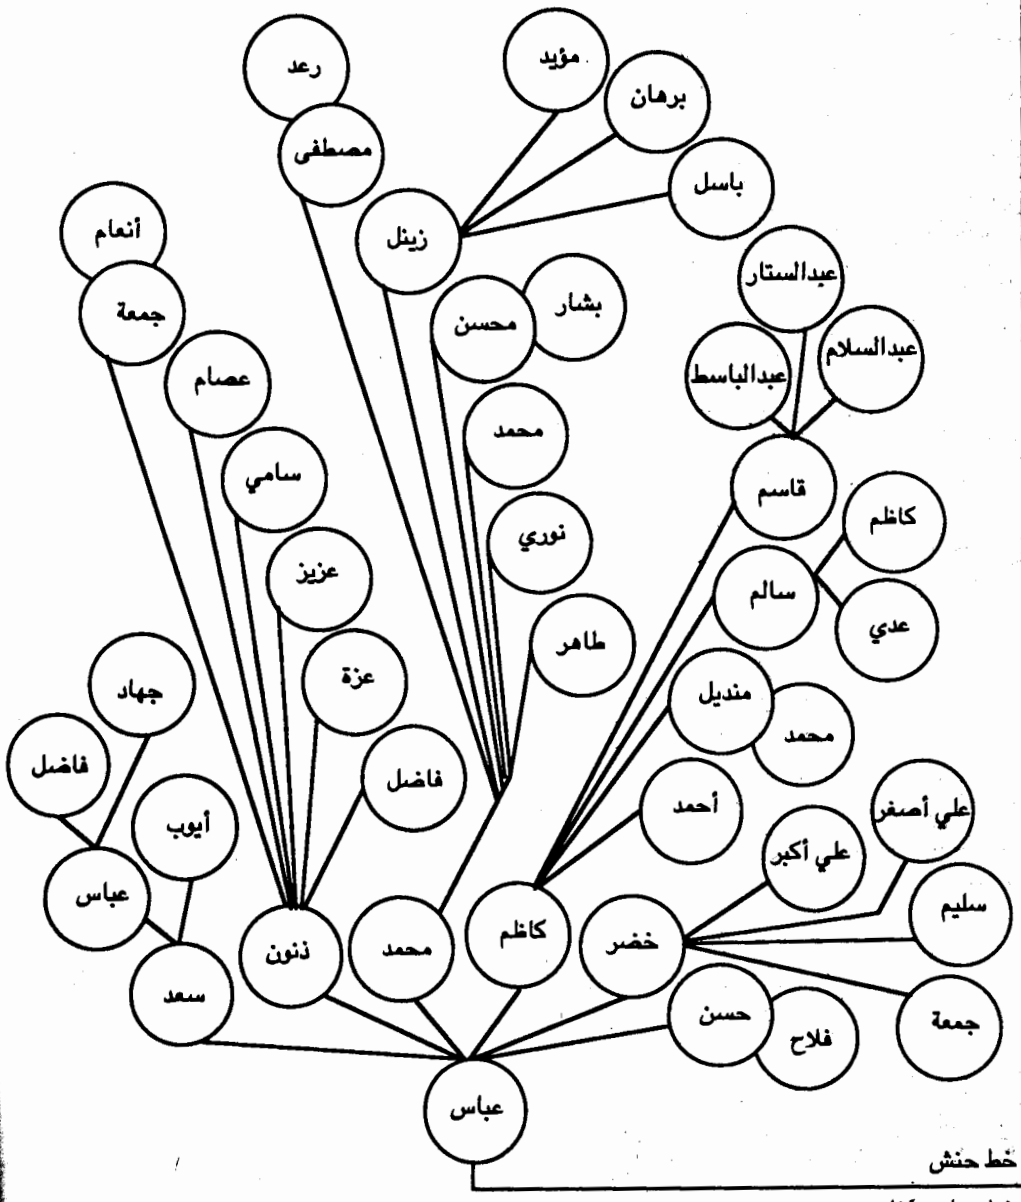 رعد
مؤيد
برهان
مصطفى
باسل
أنعام
زينل
عبدالستار
جمعة
محسن
بشار
عبدالسلام
عبدالباسط
عصام
محمد
سامي
قاسم
كاظم
نوري
عزيز
سالم
عدي
طاهر
عزة
جهاد
منديل
محمد
فاضل
فاضل
أحمد
أيوب
علي أكبر
علي أصغر
عباس
سليم
ذنون
محمد
كاظم
خضر
سعد
حسن
فلاح
جمعة
عباس
خط حنش